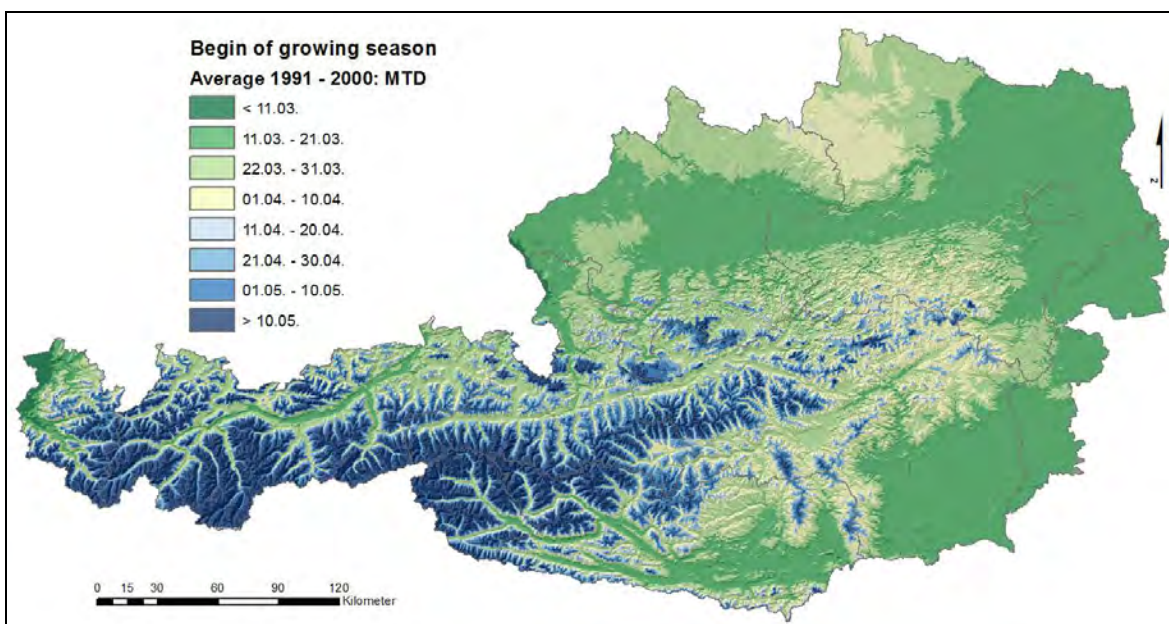 Begin of growing season
Average 1991 - 2000: MTD
< 11.03.
11.03. - 21.03.
22.03. - 31.03.
01.04. - 10.04.
11.04. - 20.04.
21.04. - 30.04.
01.05. - 10.05.
> 10.05.
N
0 15 30 60 90 120
Kilometer